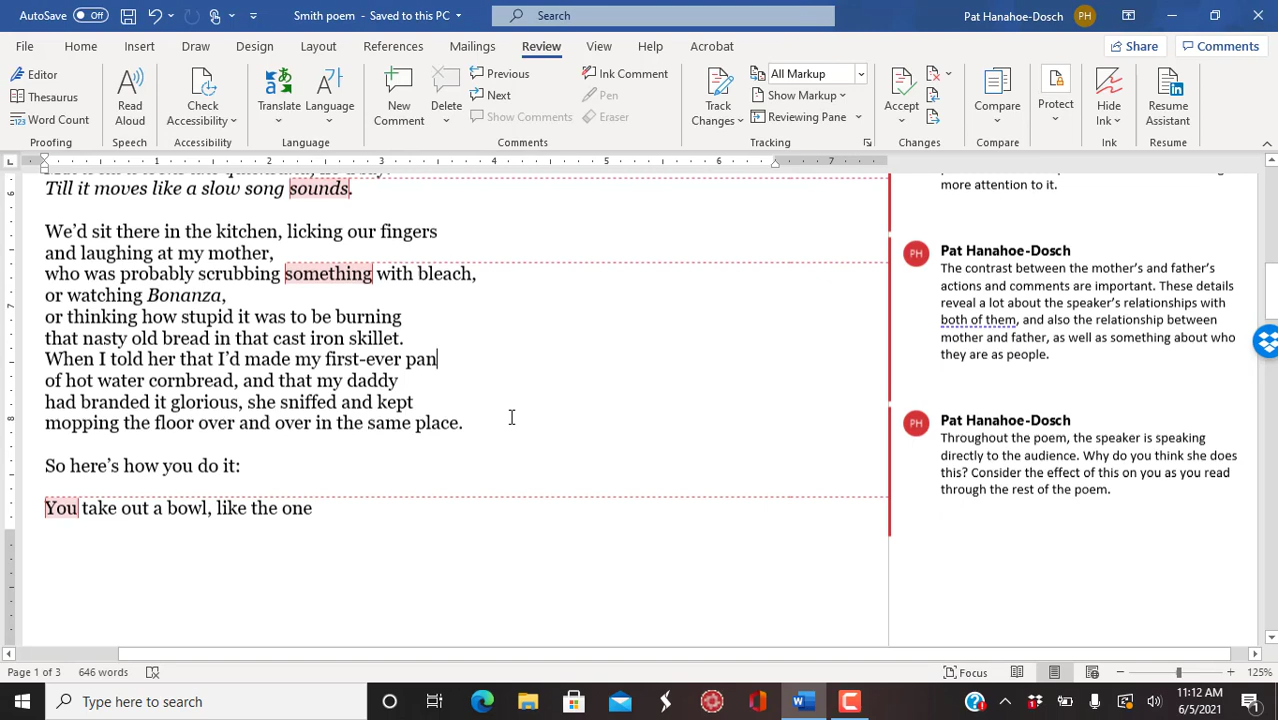 AutoSave Off Smith poem - Saved to this PC Search Pat Hanahoe-Dosch PH
File Home Insert Draw Design Layout References Mailings Review View Help Acrobat Share Comments
Editor
Thesaurus
Word Count
Proofing
Read Aloud
Speech
Check Accessibility
Accessibility
Translate
Language
Language
New Comment
Delete
Previous
Next
Show Comments
Comments
Ink Comment
Pen
Eraser
Track Changes
All Markup
Show Markup
Reviewing Pane
Tracking
Accept
Changes
Compare
Compare
Protect
Hide Ink
Ink
Resume Assistant
Resume
1 2 3 4 5 6 7
Till it moves like a slow song sounds.
We’d sit there in the kitchen, licking our fingers
and laughing at my mother,
who was probably scrubbing something with bleach,
or watching Bonanza,
or thinking how stupid it was to be burning
that nasty old bread in that cast iron skillet.
When I told her that I’d made my first-ever pan
of hot water cornbread, and that my daddy
had branded it glorious, she sniffed and kept
mopping the floor over and over in the same place.
So here’s how you do it:
You take out a bowl, like the one
more attention to it.
PH Pat Hanahoe-Dosch
The contrast between the mother’s and father’s
actions and comments are important. These details
reveal a lot about the speaker’s relationships with
both of them, and also the relationship between
mother and father, as well as something about who
they are as people.
PH Pat Hanahoe-Dosch
Throughout the poem, the speaker is speaking
directly to the audience. Why do you think she does
this? Consider the effect of this on you as you read
through the rest of the poem.
6
7
8
Page 1 of 3 646 words Focus 125%
Type here to search
11:12 AM
6/5/2021